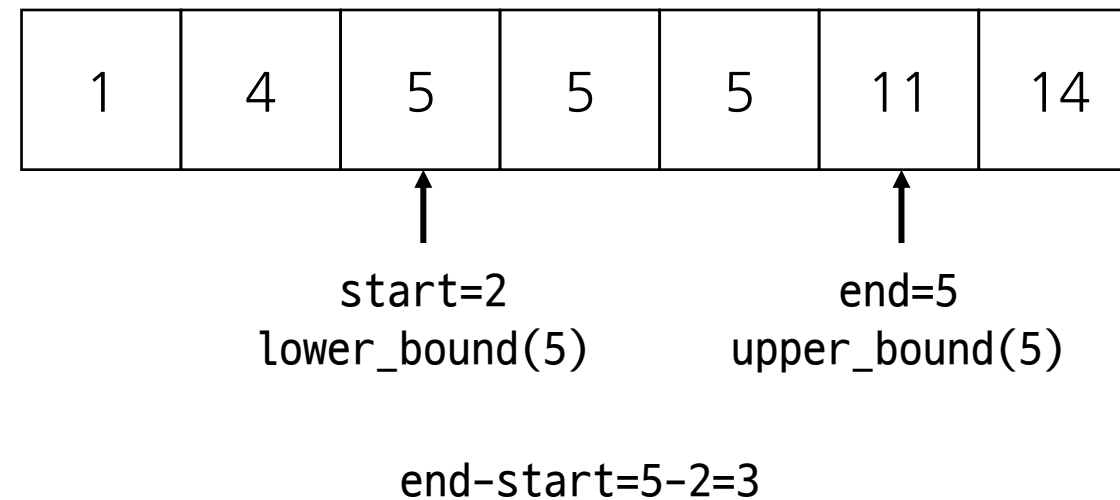 1 4 5 5 5 11 14
start=2 end=5
lower_bound(5) upper_bound(5)
end-start=5-2=3